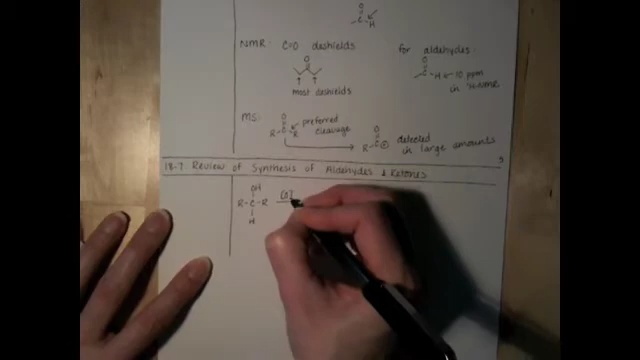 O
C
H
NMR: C=O deshields
for aldehydes:
O
O
C H ~ 10 ppm
in ¹H-NMR
most deshields
MS:
O
R-C-R
preferred
cleavage
O
R-C⊕
detected
in large amounts
18-7 Review of Synthesis of Aldehydes & Ketones
OH
R-C-R
[O]
H